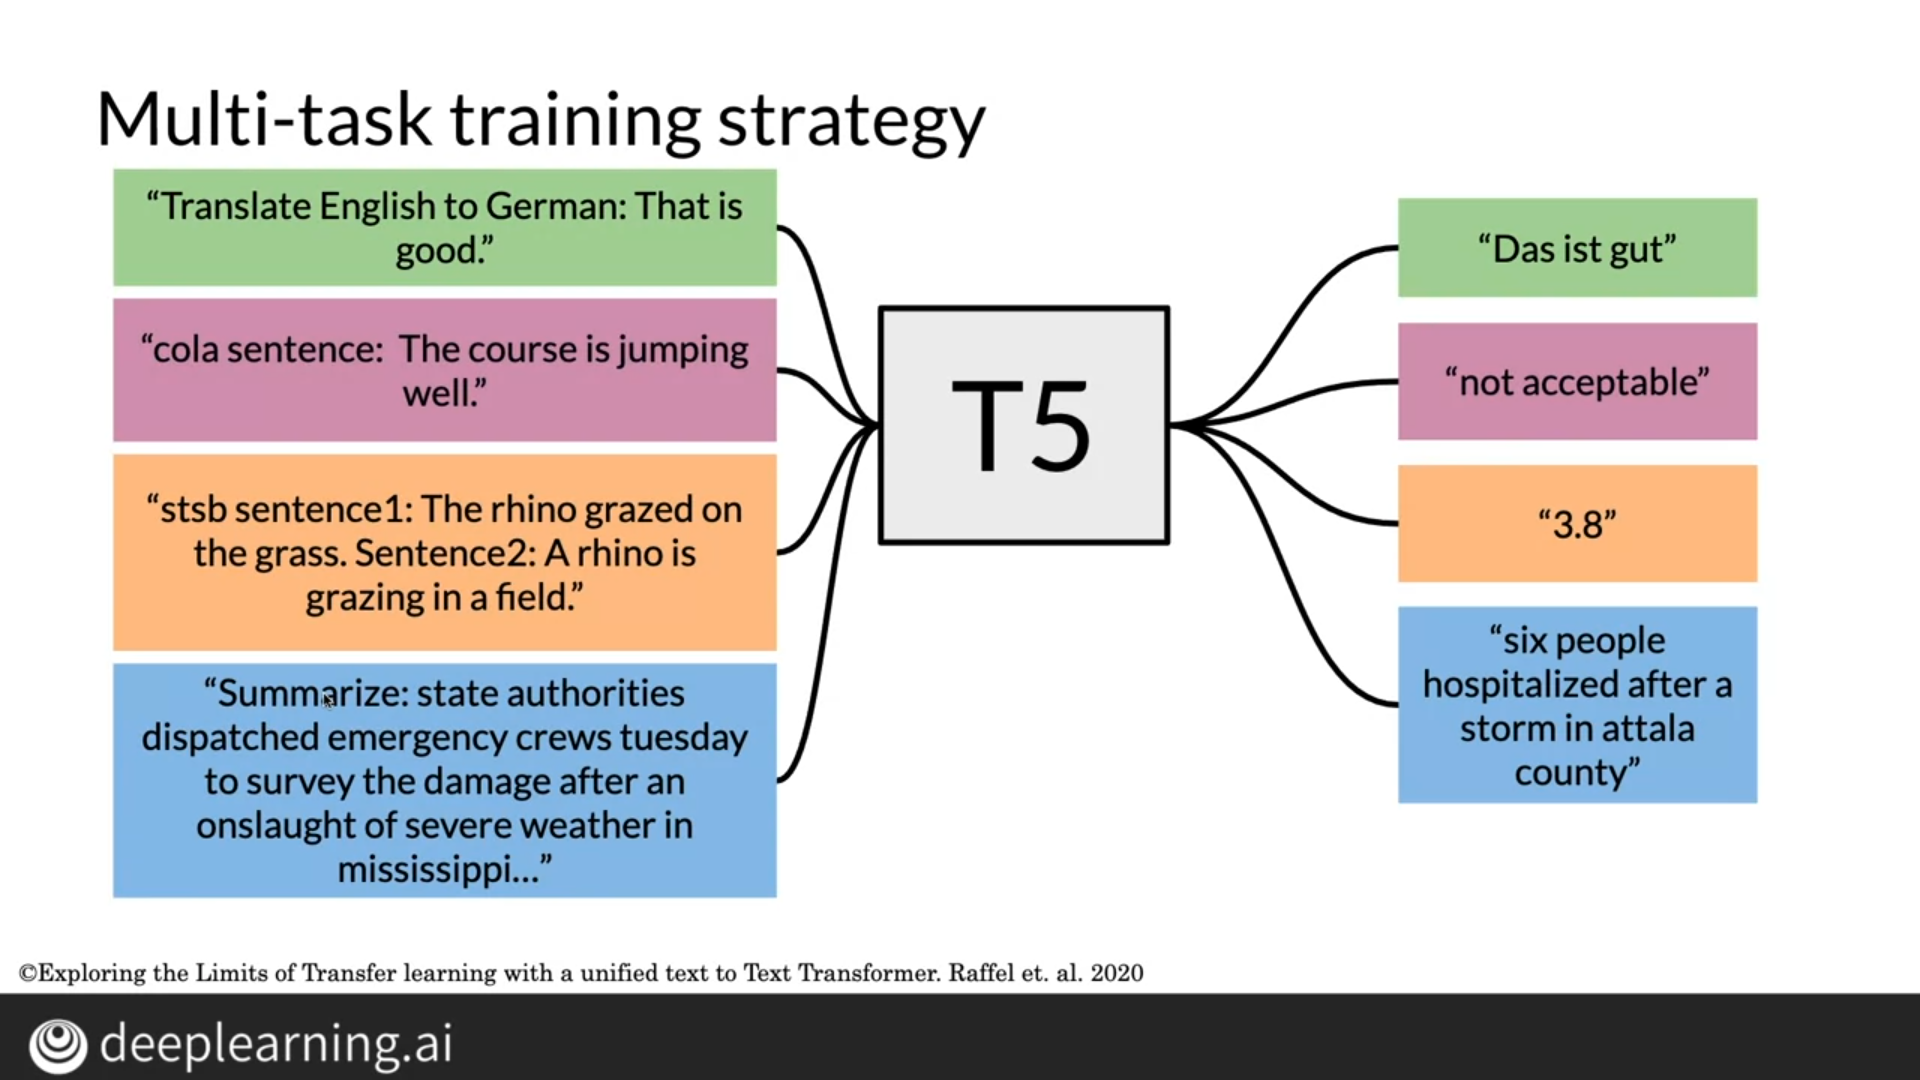 Multi-task training strategy
“Translate English to German: That is
good.”
“cola sentence:  The course is jumping
well.”
“stsb sentence1: The rhino grazed on
the grass. Sentence2: A rhino is
grazing in a field.”
“Summarize: state authorities
dispatched emergency crews tuesday
to survey the damage after an
onslaught of severe weather in
mississippi...”
T5
“Das ist gut”
“not acceptable”
“3.8”
“six people
hospitalized after a
storm in attala
county”
©Exploring the Limits of Transfer learning with a unified text to Text Transformer. Raffel et. al. 2020
deeplearning.ai